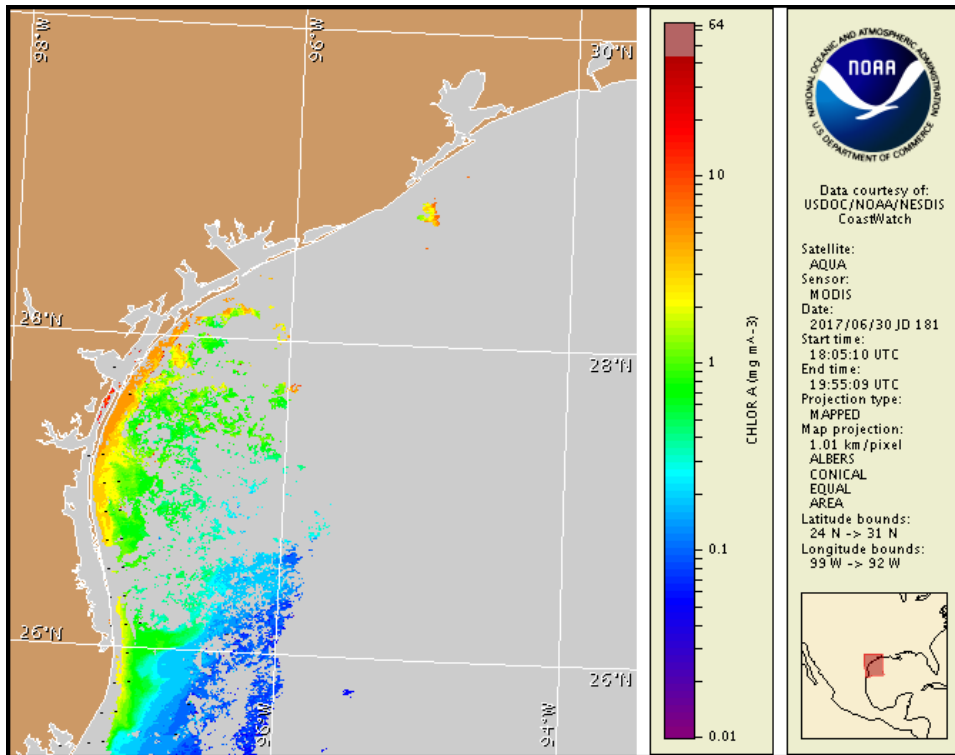 98°W
96°W
30°N
28°N
28°N
26°N
26°N
96°W
94°W
64
10
1
0.1
0.01
CHLOR A (mg m^-3)
NATIONAL OCEANIC AND ATMOSPHERIC ADMINISTRATION
NOAA
U.S. DEPARTMENT OF COMMERCE
Data courtesy of:
USDOC/NOAA/NESDIS
CoastWatch
Satellite:
AQUA
Sensor:
MODIS
Date:
2017/06/30 JD 181
Start time:
18:05:10 UTC
End time:
19:55:09 UTC
Projection type:
MAPPED
Map projection:
1.01 km/pixel
ALBERS
CONICAL
EQUAL
AREA
Latitude bounds:
24 N -> 31 N
Longitude bounds:
99 W -> 92 W